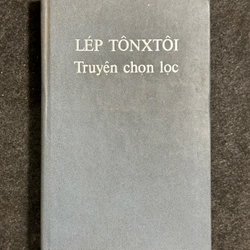 LÉP TÔNXTÔI
Truyện chọn lọc